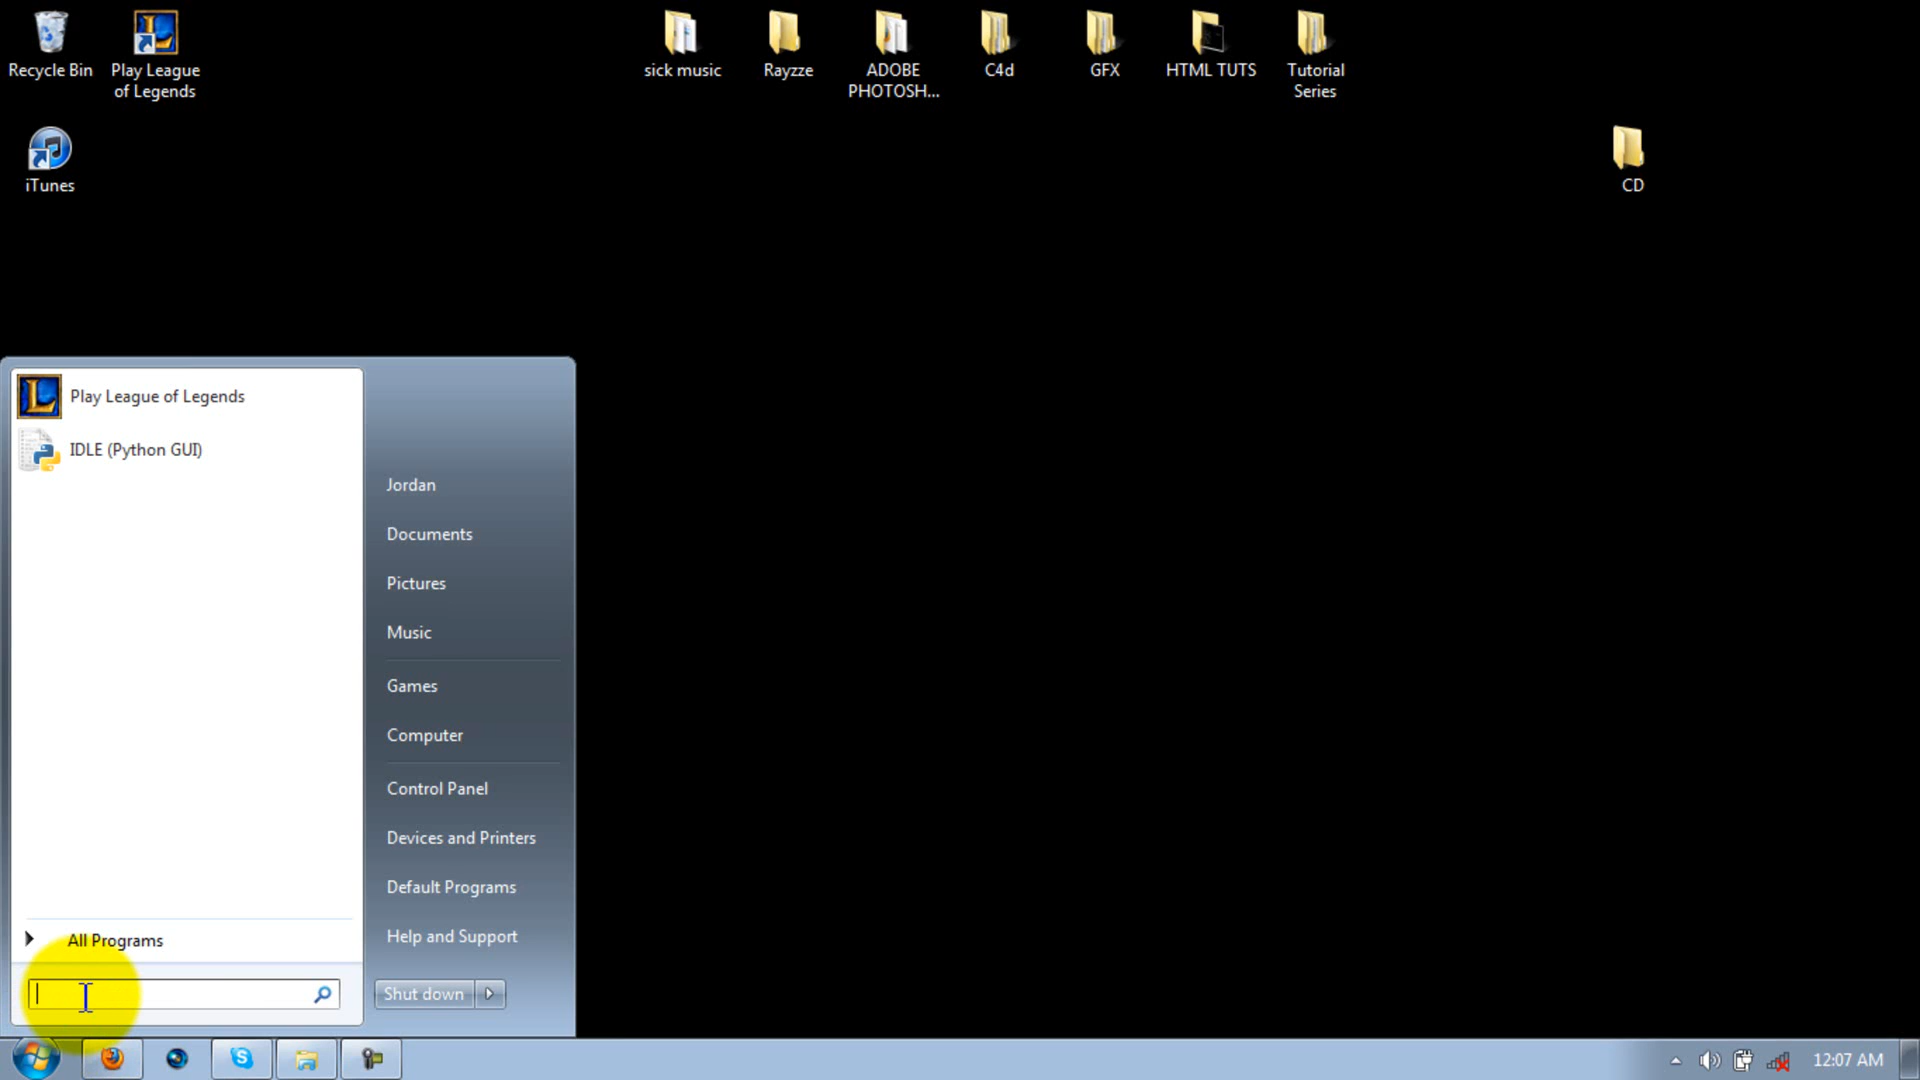 Recycle Bin
Play League
of Legends
sick music
Rayzze
ADOBE
PHOTOSH...
C4d
GFX
HTML TUTS
Tutorial
Series
iTunes
CD
Play League of Legends
IDLE (Python GUI)
All Programs
Jordan
Documents
Pictures
Music
Games
Computer
Control Panel
Devices and Printers
Default Programs
Help and Support
Shut down
12:07 AM